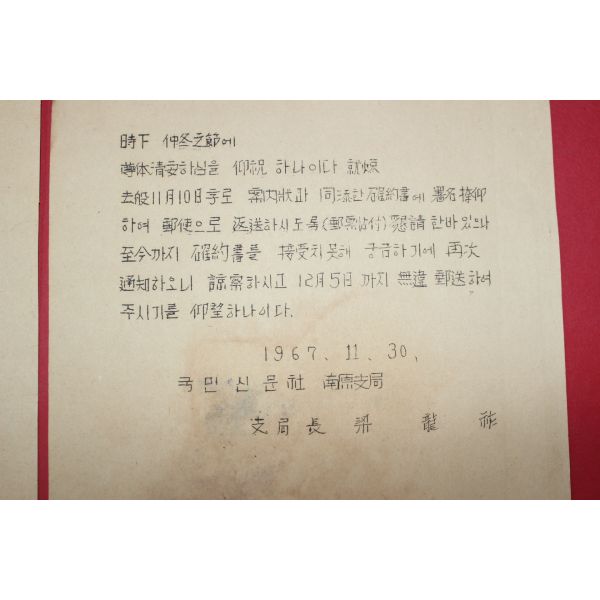 時下 仲冬之節에
尊体淸安하심을 仰祝 하나이다 就煩
去般11月10日字로 案內狀과 同添한 確約書에 署名捺印
하여 郵便으로 返送하시도록(郵票貼付)懇請 한바 있으나
至今까지 確約書를 接受치못해 궁금하기에 再次
通知하오니 諒察하시고 12月5日까지 無違 郵送하여
주시기를 仰望하나이다.
1967. 11. 30.
국민신문社 南原支局
支局長 梁 龍